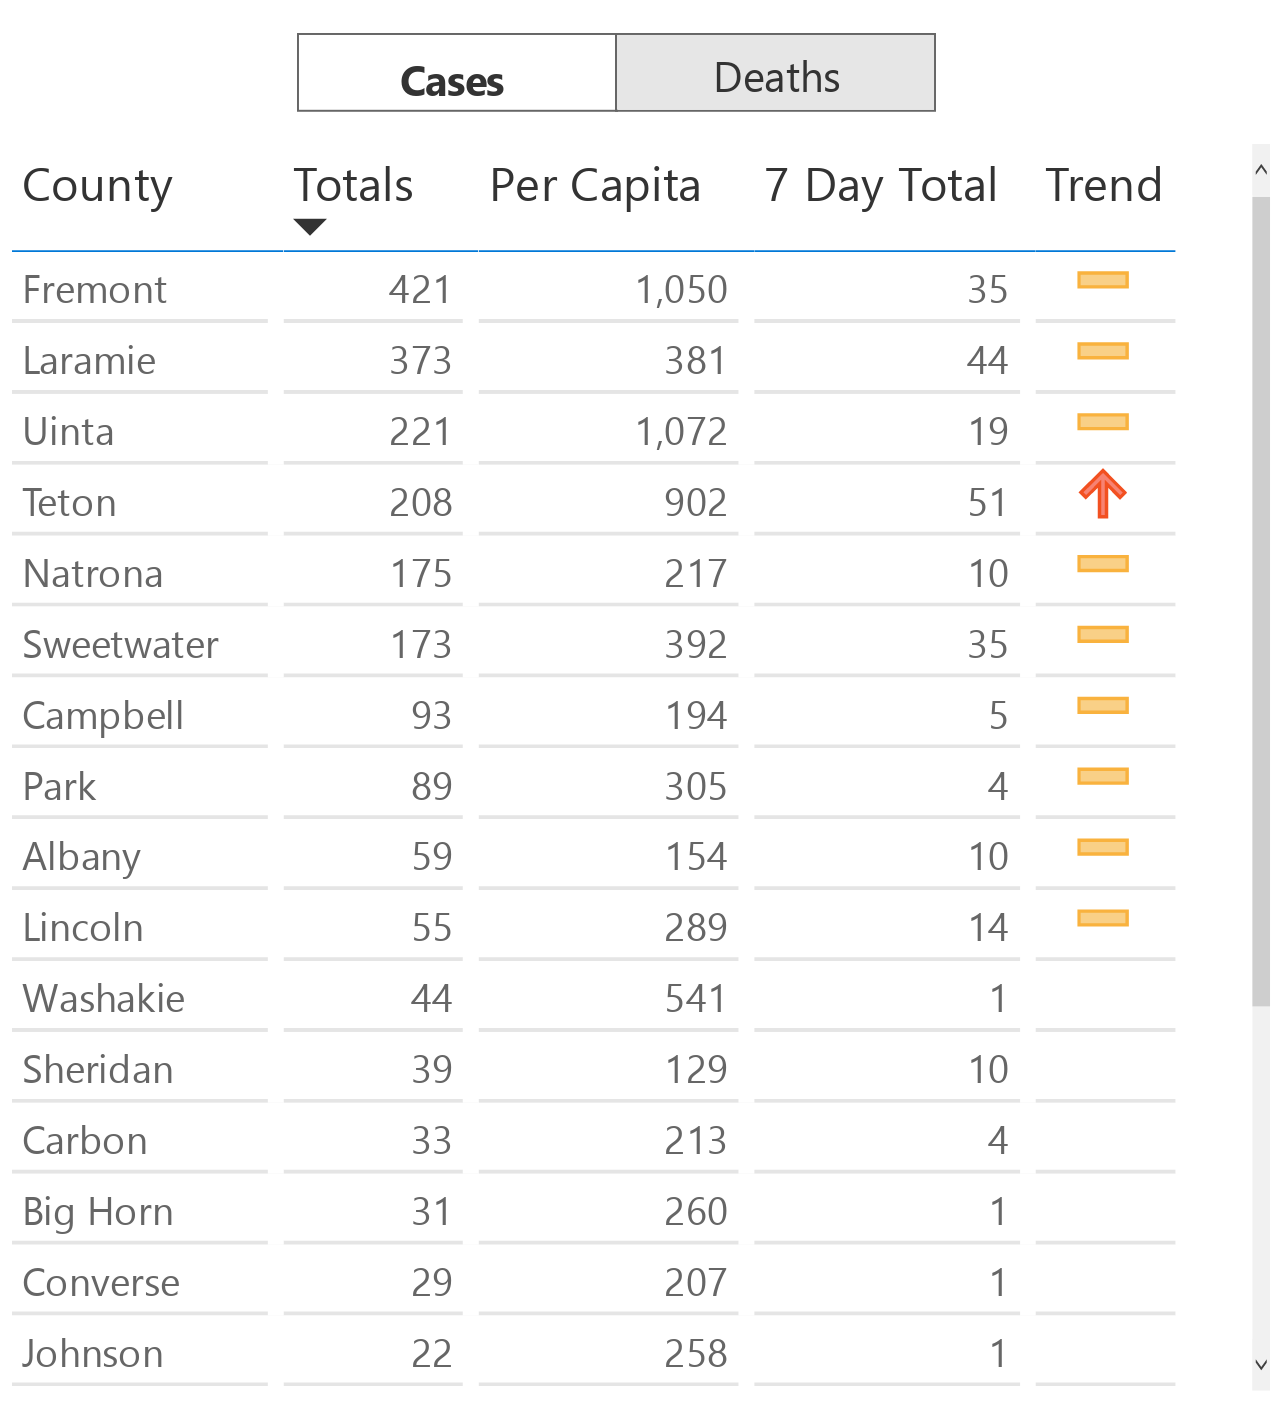 Cases Deaths
County Totals Per Capita 7 Day Total Trend
Fremont 421 1,050 35
Laramie 373 381 44
Uinta 221 1,072 19
Teton 208 902 51
Natrona 175 217 10
Sweetwater 173 392 35
Campbell 93 194 5
Park 89 305 4
Albany 59 154 10
Lincoln 55 289 14
Washakie 44 541 1
Sheridan 39 129 10
Carbon 33 213 4
Big Horn 31 260 1
Converse 29 207 1
Johnson 22 258 1